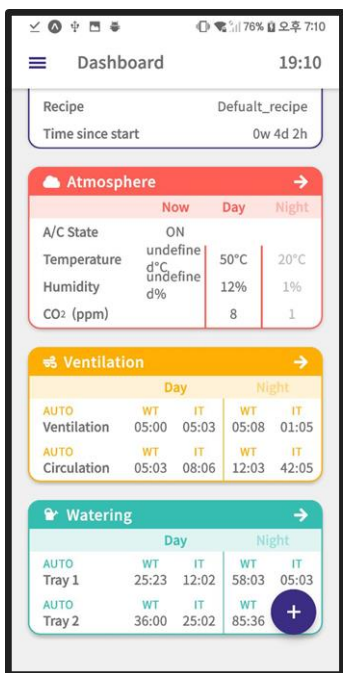 76% 오후 7:10
Dashboard 19:10
Recipe Defualt_recipe
Time since start 0w 4d 2h
Atmosphere
Now Day Night
A/C State ON
Temperature undefined°C 50°C 20°C
Humidity undefined% 12% 1%
CO2 (ppm) 8 1
Ventilation
Day Night
AUTO WT IT WT IT
Ventilation 05:00 05:03 05:08 01:05
AUTO WT IT WT IT
Circulation 05:03 08:06 12:03 42:05
Watering
Day Night
AUTO WT IT WT IT
Tray 1 25:23 12:02 58:03 05:03
AUTO WT IT WT
Tray 2 36:00 25:02 85:36